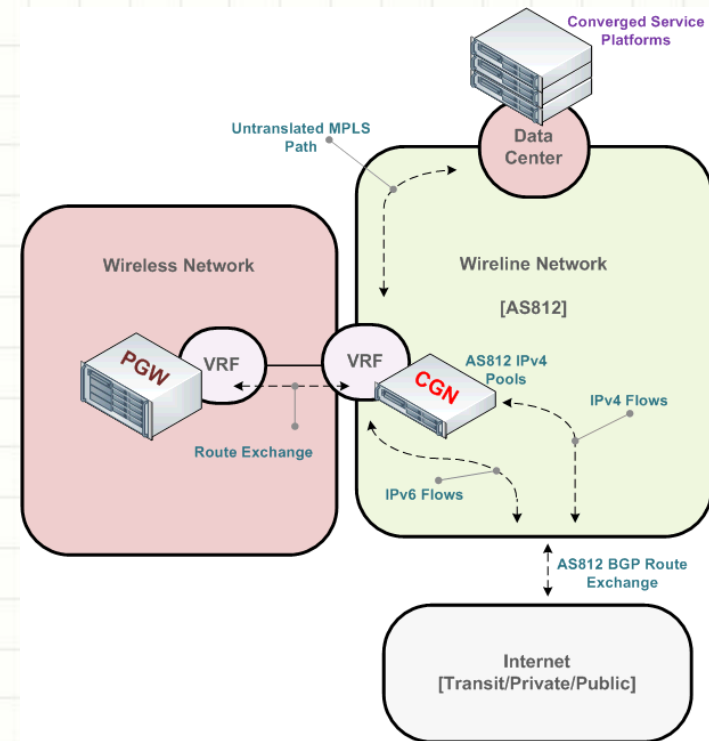 Converged Service
Platforms
Untranslated MPLS
Path
Data
Center
Wireless Network
Wireline Network
[AS812]
PGW
VRF
VRF
CGN
AS812 IPv4
Pools
IPv4 Flows
Route Exchange
IPv6 Flows
AS812 BGP Route
Exchange
Internet
[Transit/Private/Public]